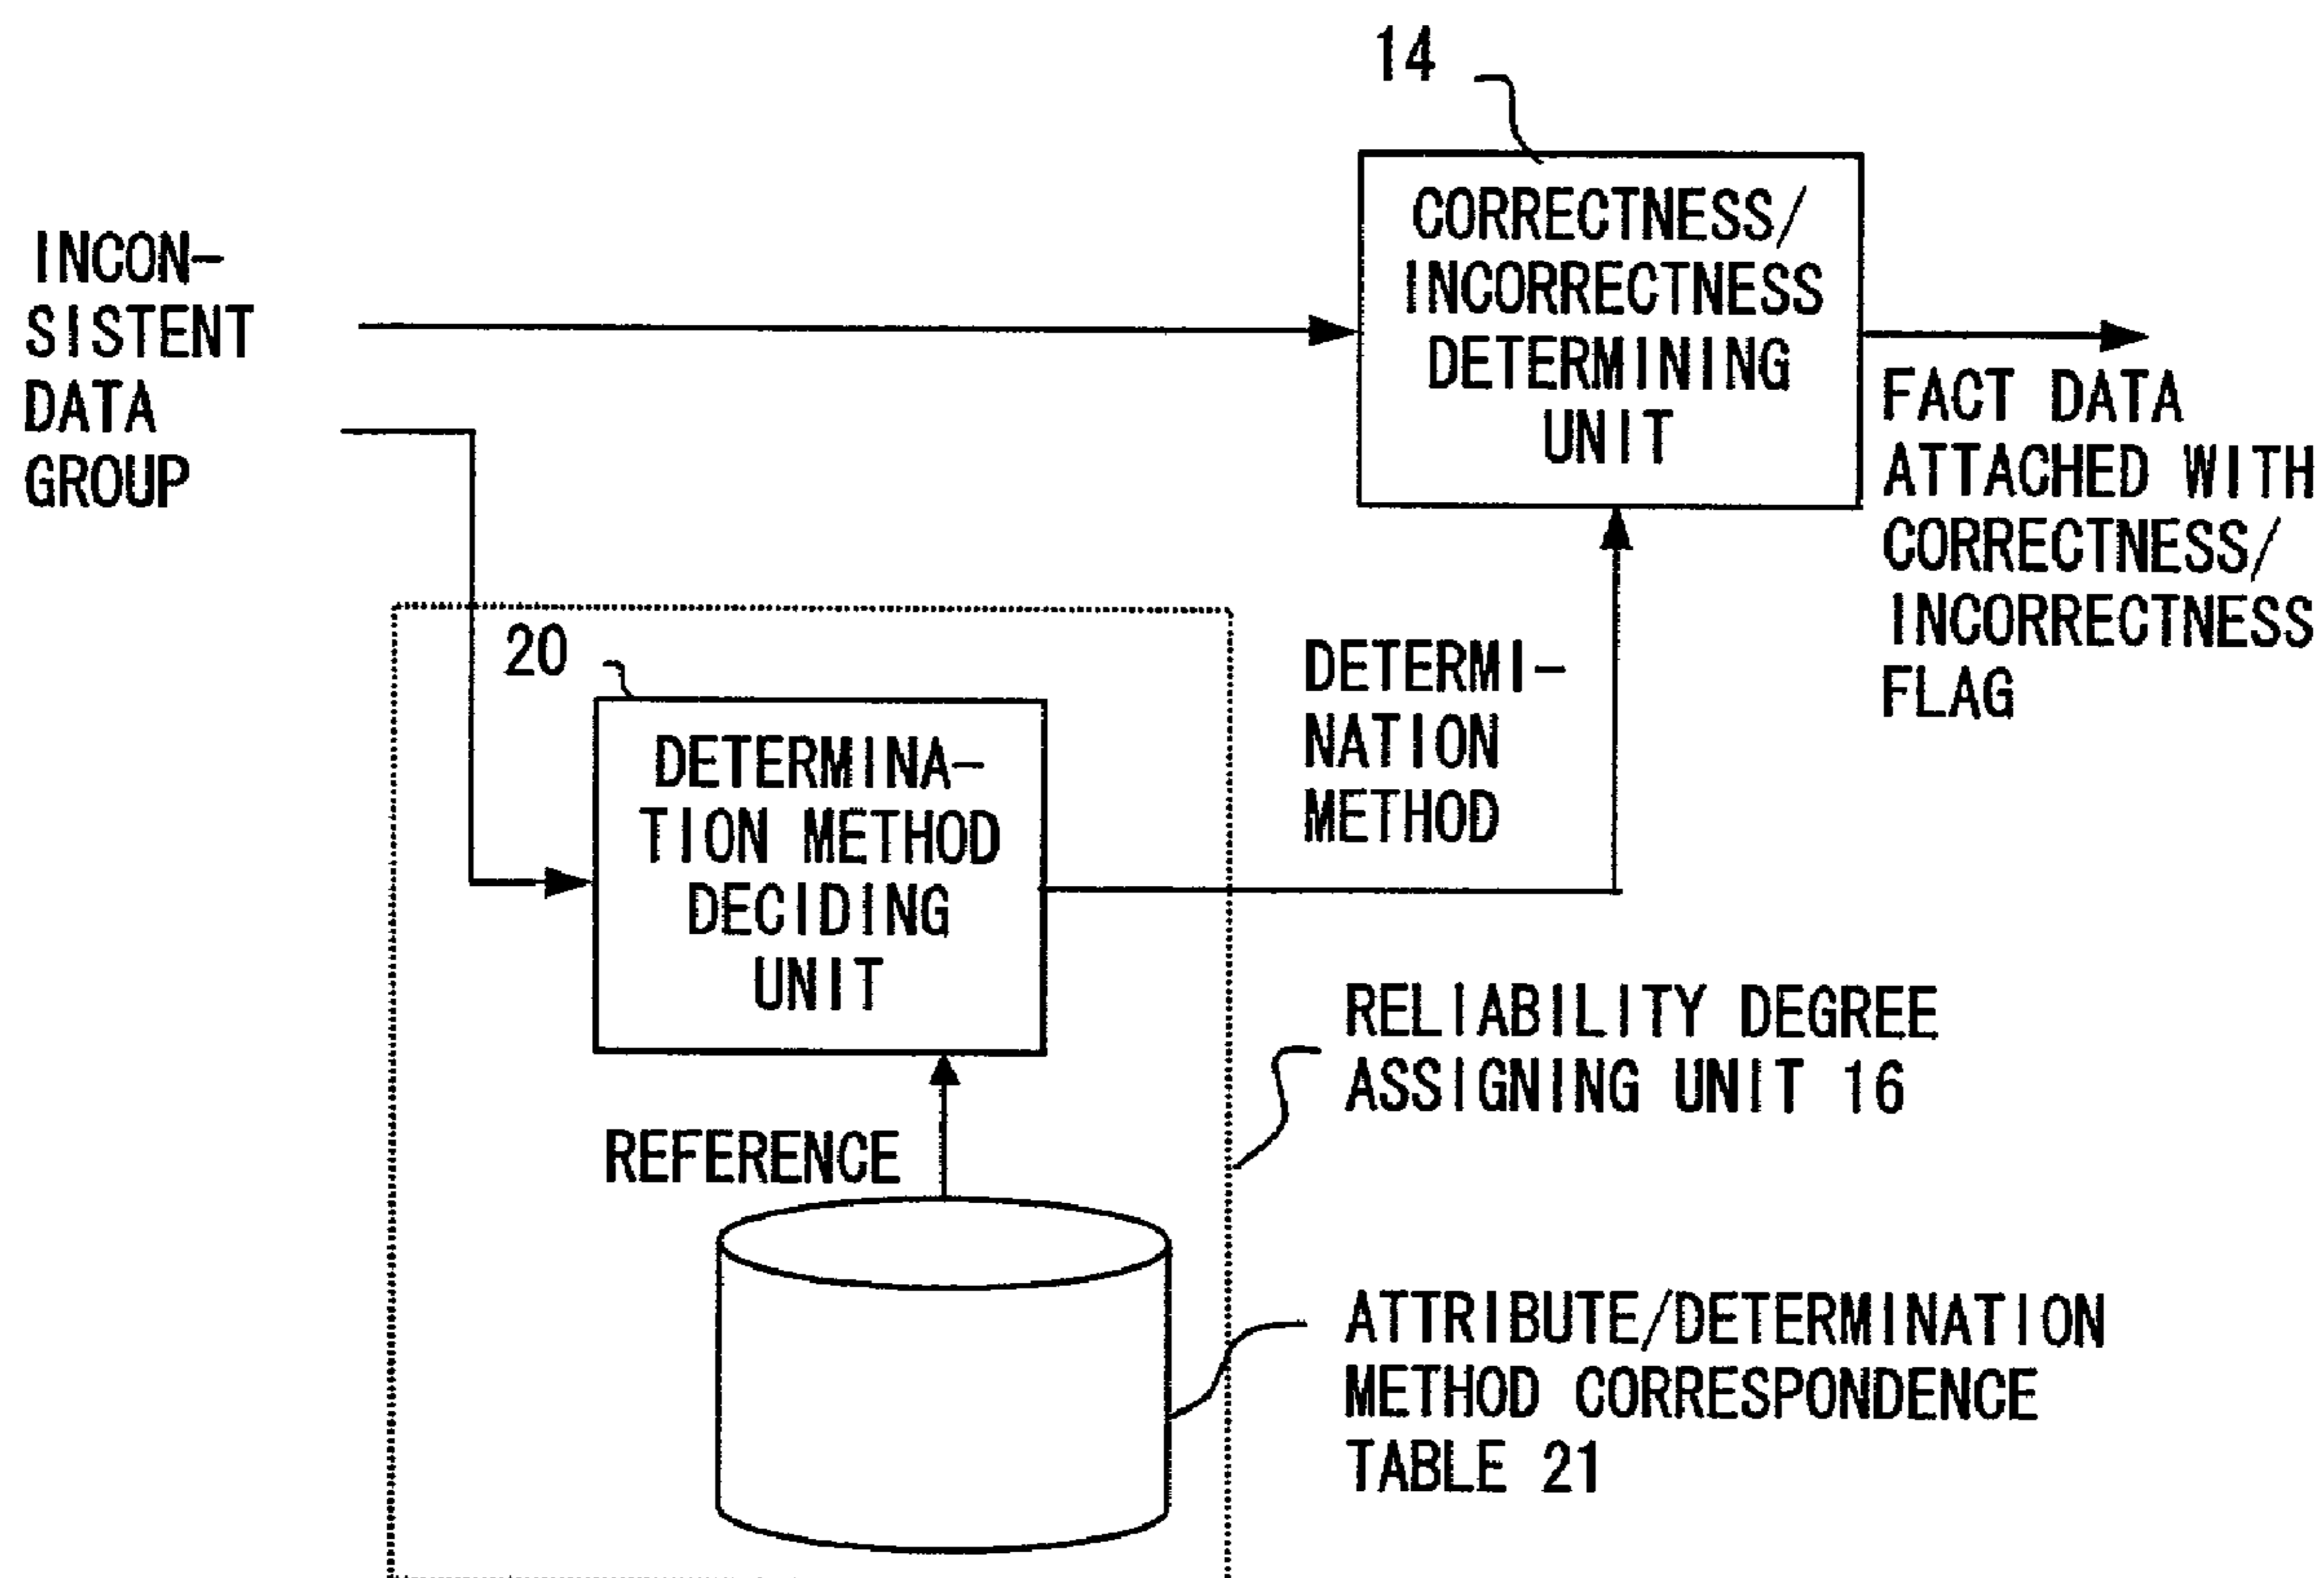 14
INCON-
SISTENT
DATA
GROUP
CORRECTNESS/
INCORRECTNESS
DETERMINING
UNIT
FACT DATA
ATTACHED WITH
CORRECTNESS/
INCORRECTNESS
FLAG
20
DETERMINA-
TION METHOD
DECIDING
UNIT
DETERMI-
NATION
METHOD
REFERENCE
RELIABILITY DEGREE
ASSIGNING UNIT 16
ATTRIBUTE/DETERMINATION
METHOD CORRESPONDENCE
TABLE 21